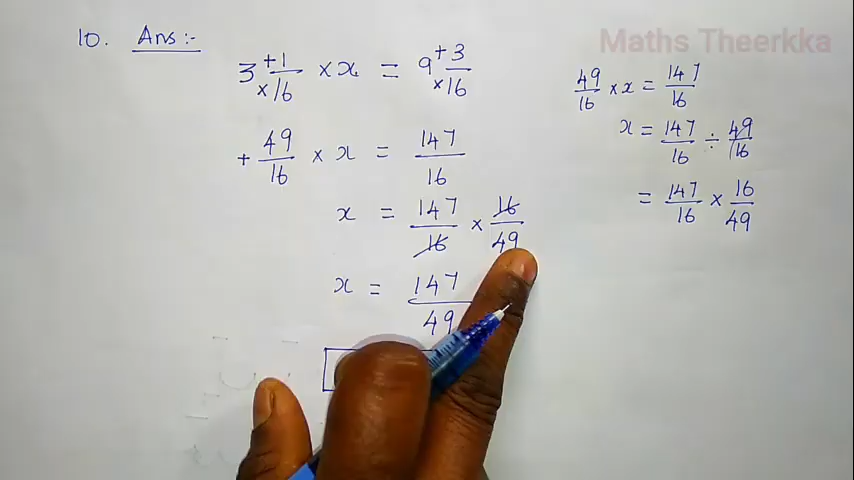 Maths Theerkka
10. Ans :-
3 + 1/16 × x = 9 + 3/16
× ×
+ 49/16 × x = 147/16
x = 147/16 × 16/49
x = 147/49
49/16 × x = 147/16
x = 147/16 ÷ 49/16
= 147/16 × 16/49